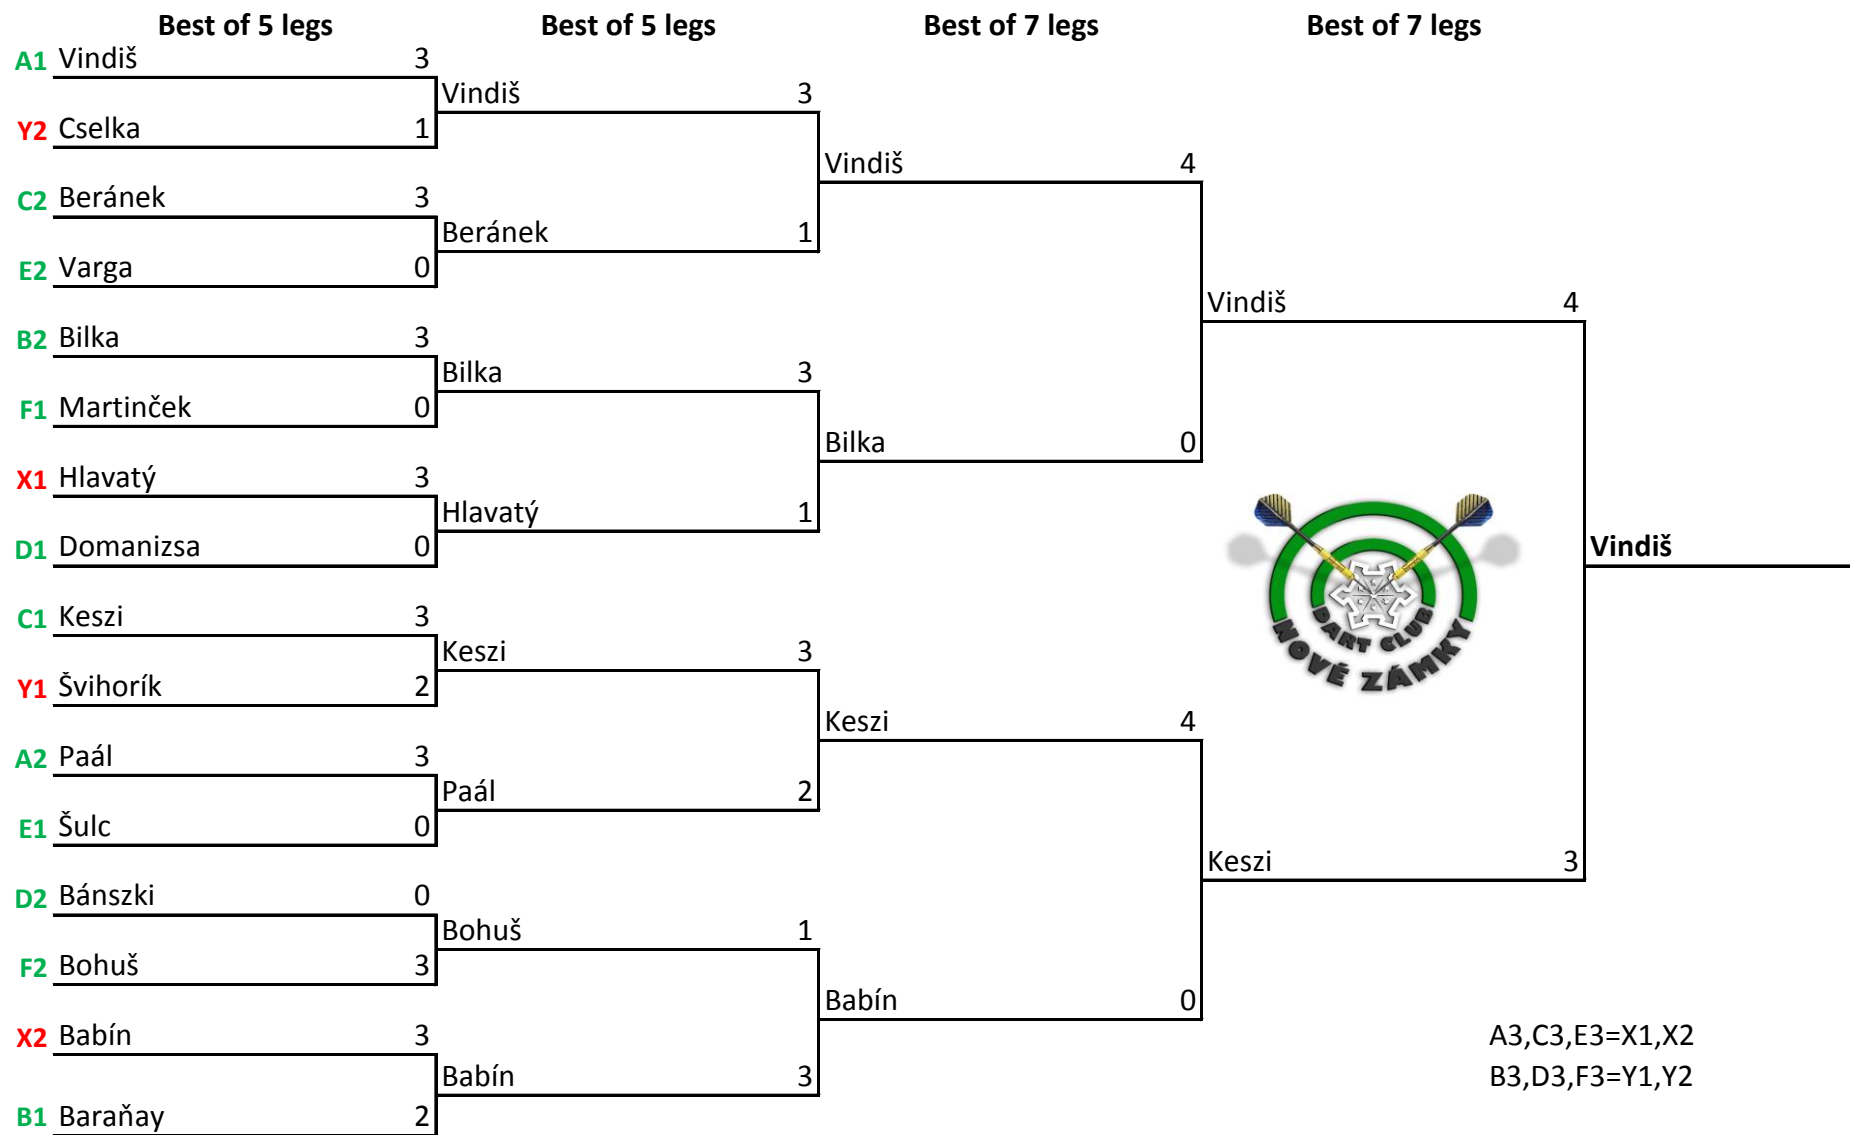 Best of 5 legs Best of 5 legs Best of 7 legs Best of 7 legs
A1 Vindiš 3
Vindiš 3
Y2 Cselka 1
Vindiš 4
C2 Beránek 3
Beránek 1
E2 Varga 0
Vindiš 4
B2 Bilka 3
Bilka 3
F1 Martinček 0
Bilka 0
X1 Hlavatý 3
Hlavatý 1
D1 Domanizsa 0
Vindiš
C1 Keszi 3
DART CLUB
NOVÉ ZÁMKY
Keszi 3
Y1 Švihorík 2
Keszi 4
A2 Paál 3
Paál 2
E1 Šulc 0
Keszi 3
D2 Bánszki 0
Bohuš 1
F2 Bohuš 3
Babín 0
X2 Babín 3
A3,C3,E3=X1,X2
Babín 3
B3,D3,F3=Y1,Y2
B1 Baraňay 2